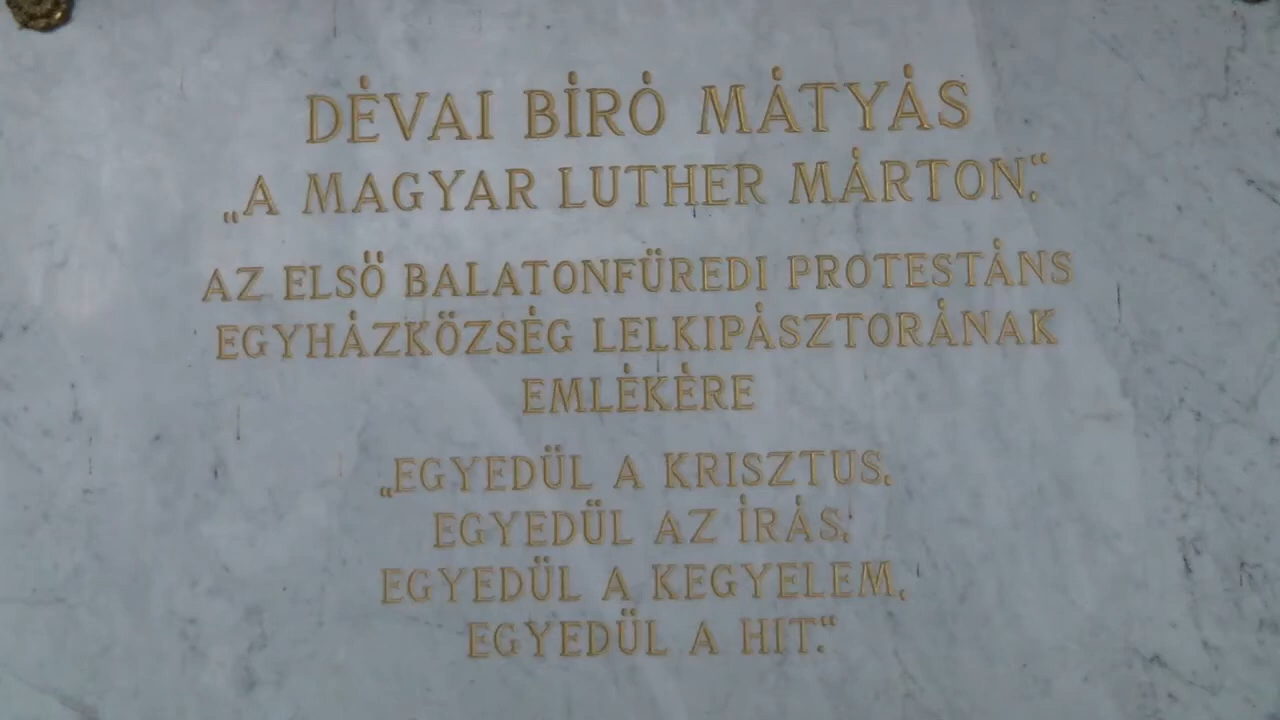 DÉVAI BÍRÓ MÁTYÁS
„A MAGYAR LUTHER MÁRTON.“
AZ ELSÖ BALATONFÜREDI PROTESTÁNS
EGYHÁZKÖZSÉG LELKIPÁSZTORÁNAK
EMLÉKÉRE
„EGYEDÜL A KRISZTUS,
EGYEDÜL AZ ÍRÁS,
EGYEDÜL A KEGYELEM,
EGYEDÜL A HIT.“